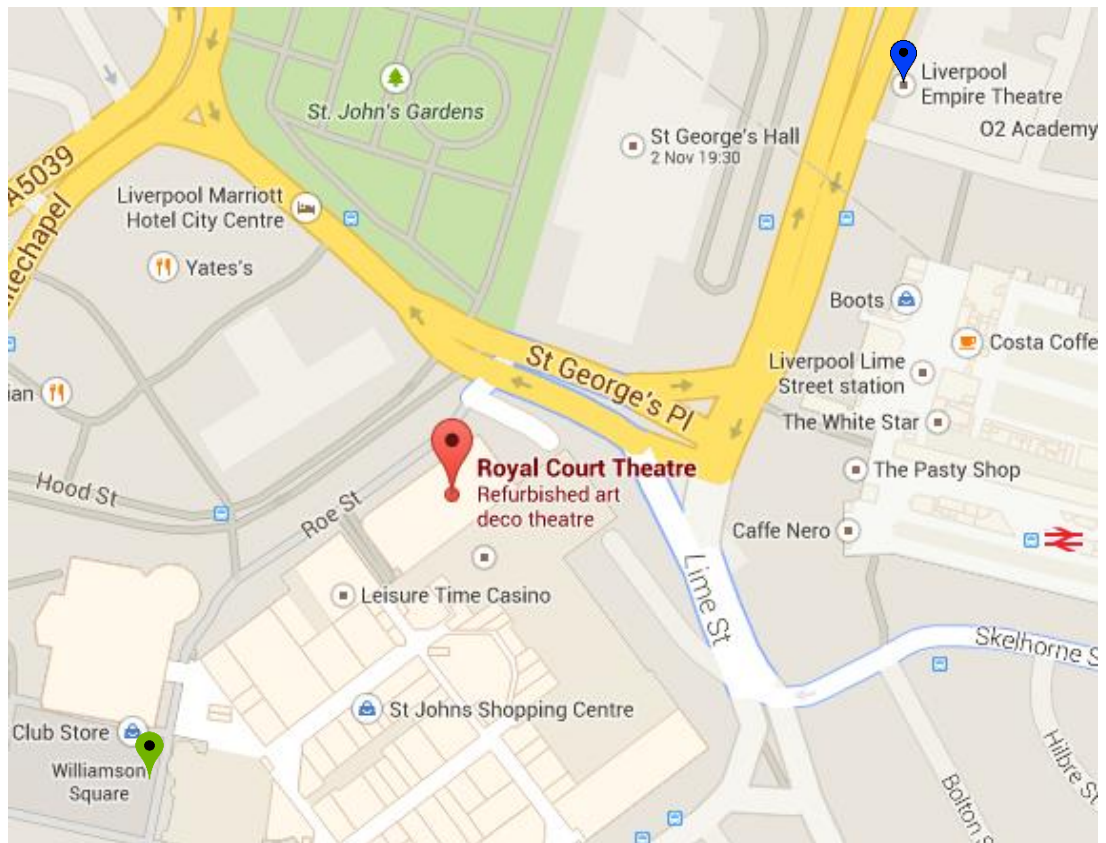 Liverpool
Empire Theatre
St. John's Gardens
O2 Academy
St George's Hall
2 Nov 19:30
A5039
Liverpool Marriott
Hotel City Centre
techapel
Yates's
Boots
Costa Coffe
St George's Pl
Liverpool Lime
Street station
ian
The White Star
Royal Court Theatre
Refurbished art
deco theatre
The Pasty Shop
Hood St
Roe St
Caffe Nero
Lime St
Leisure Time Casino
Skelhorne S
St Johns Shopping Centre
Club Store
Williamson
Square
Hilbre St
Bolton S